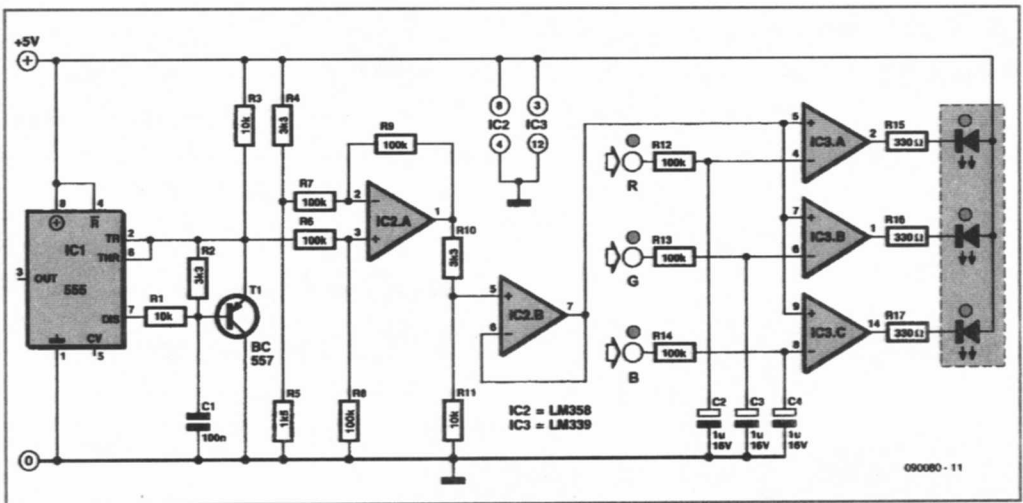 +5V
R3
10k
R4
3k3
R9
100k
8
IC2
4
3
IC3
12
R7
100k
2
R6
100k
3
IC2.A
1
R10
3k3
R12
100k
R
R13
100k
G
R14
100k
B
5
4
IC3.A
2
R15
330 Ω
7
6
IC3.B
1
R16
330 Ω
9
8
IC3.C
14
R17
330 Ω
8
4
R
IC1
555
TR
2
THR
6
OUT
3
DIS
7
CV
1
5
R2
3k3
R1
10k
T1
BC
557
C1
100n
R5
R8
100k
5
6
IC2.B
7
R11
10k
IC2 = LM358
IC3 = LM339
C2
1u
16V
C3
1u
16V
C4
1u
16V
0
090080 - 11